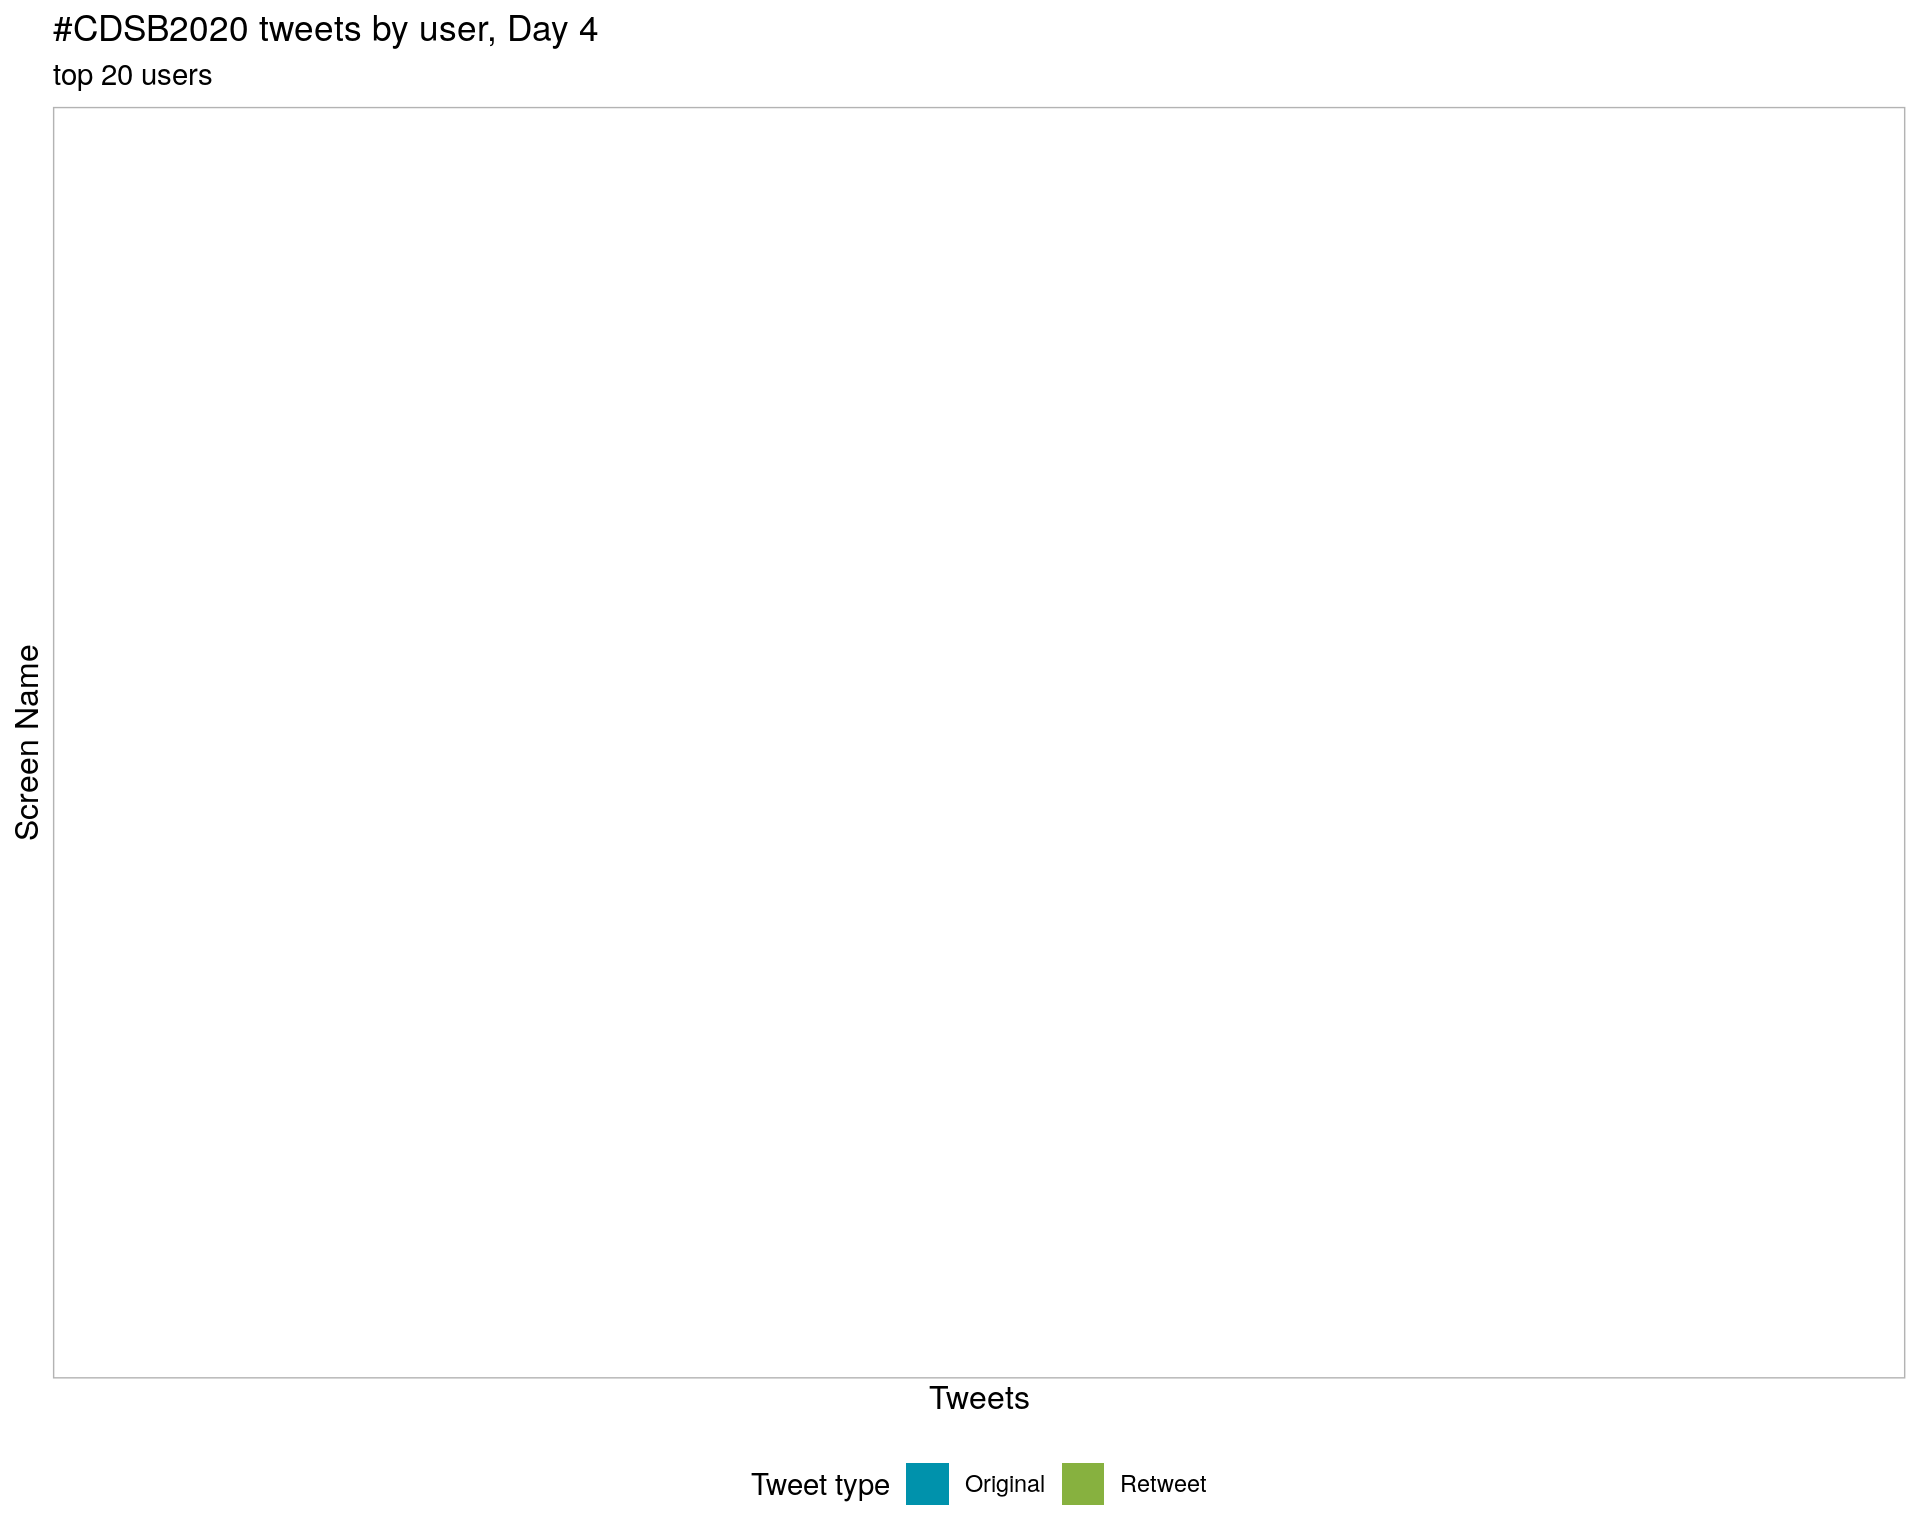 #CDSB2020 tweets by user, Day 4
top 20 users
Screen Name
Tweets
Tweet type Original Retweet